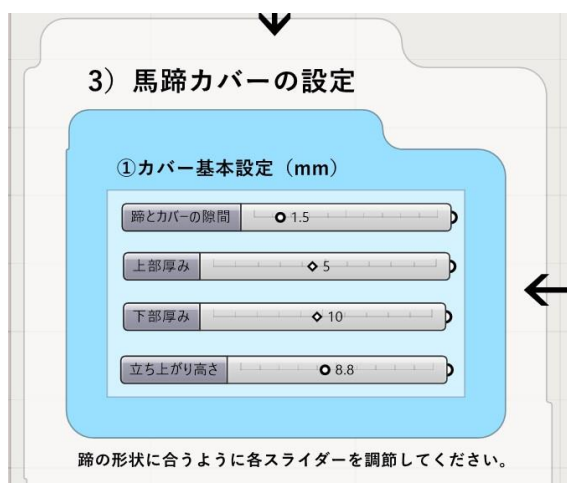 3）馬蹄カバーの設定
①カバー基本設定（mm）
蹄とカバーの隙間 1.5
上部厚み 5
下部厚み 10
立ち上がり高さ 8.8
蹄の形状に合うように各スライダーを調節してください。